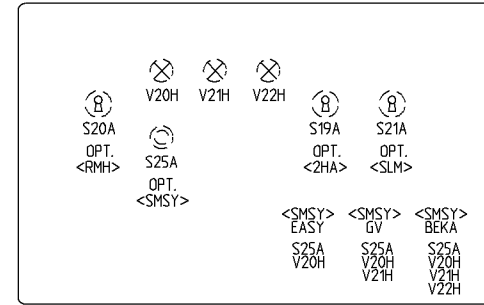 V20H V21H V22H
S20A S19A S21A
OPT. <RMH>
S25A
OPT. <SMSY>
OPT. <2HA>
OPT. <SLM>
<SMSY> <SMSY> <SMSY>
EASY GV BEKA
S25A S25A S25A
V20H V20H V20H
V21H V21H
V22H